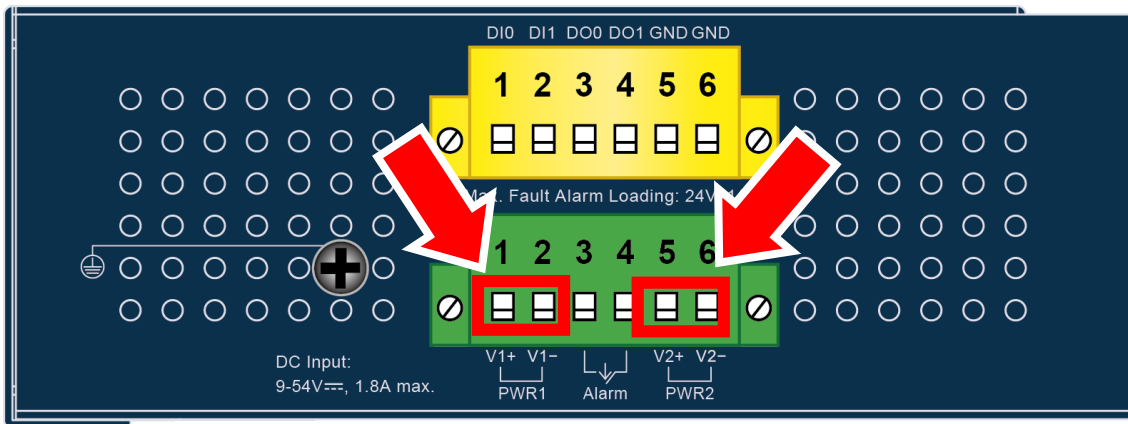 DI0 DI1 DO0 DO1 GND GND
1 2 3 4 5 6
Fault Alarm Loading: 24V
1 2 3 4 5 6
V1+ V1− V2+ V2−
PWR1 Alarm PWR2
DC Input:
9-54V⎓, 1.8A max.